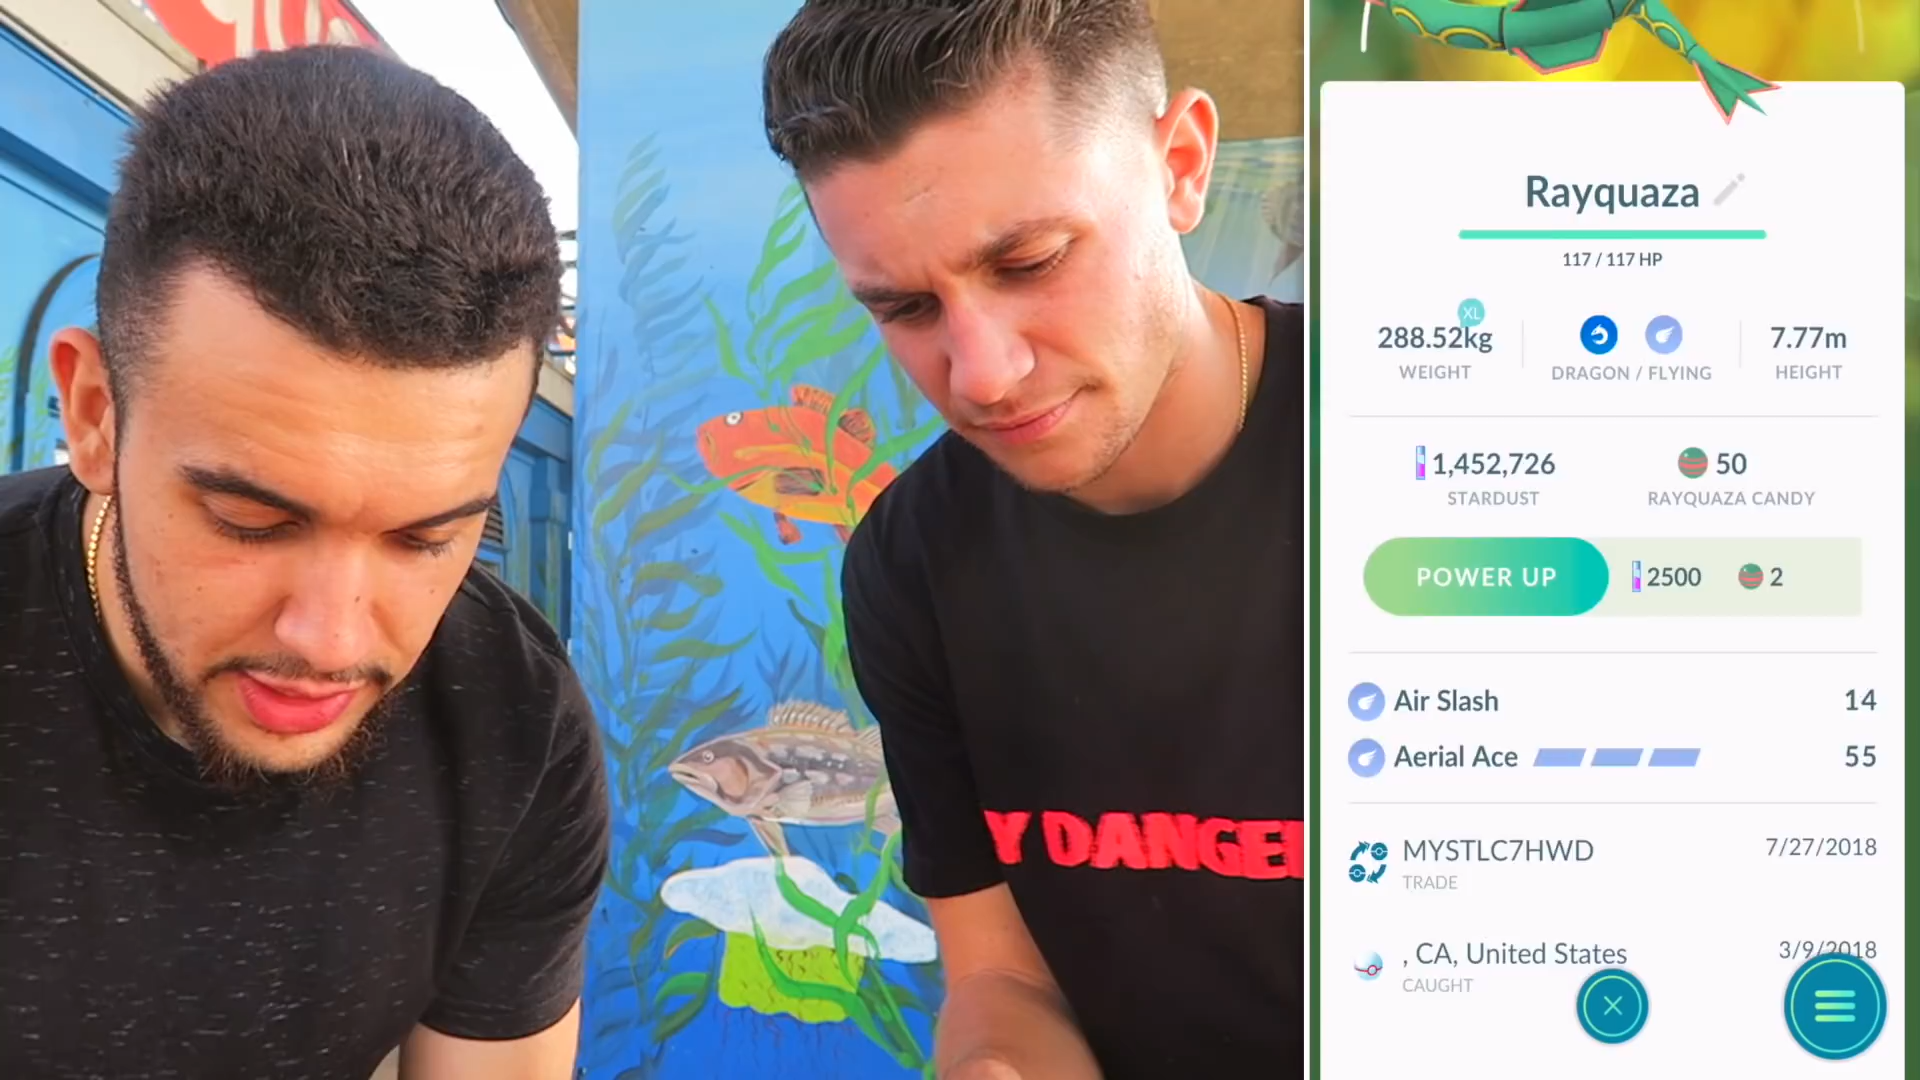 Rayquaza
117 / 117 HP
XL
288.52kg
WEIGHT
DRAGON / FLYING
7.77m
HEIGHT
1,452,726
STARDUST
50
RAYQUAZA CANDY
POWER UP
2500
2
Air Slash
14
Aerial Ace
55
MYSTLC7HWD
7/27/2018
TRADE
, CA, United States
3/9/2018
CAUGHT
Y DANGE